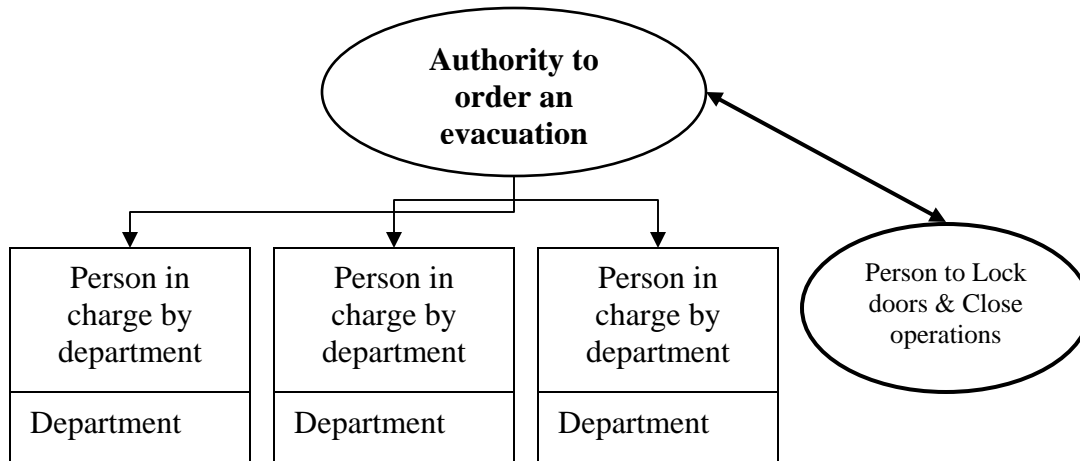 Authority to
order an
evacuation
Person in
charge by
department
Person in
charge by
department
Person in
charge by
department
Person to Lock
doors & Close
operations
Department
Department
Department